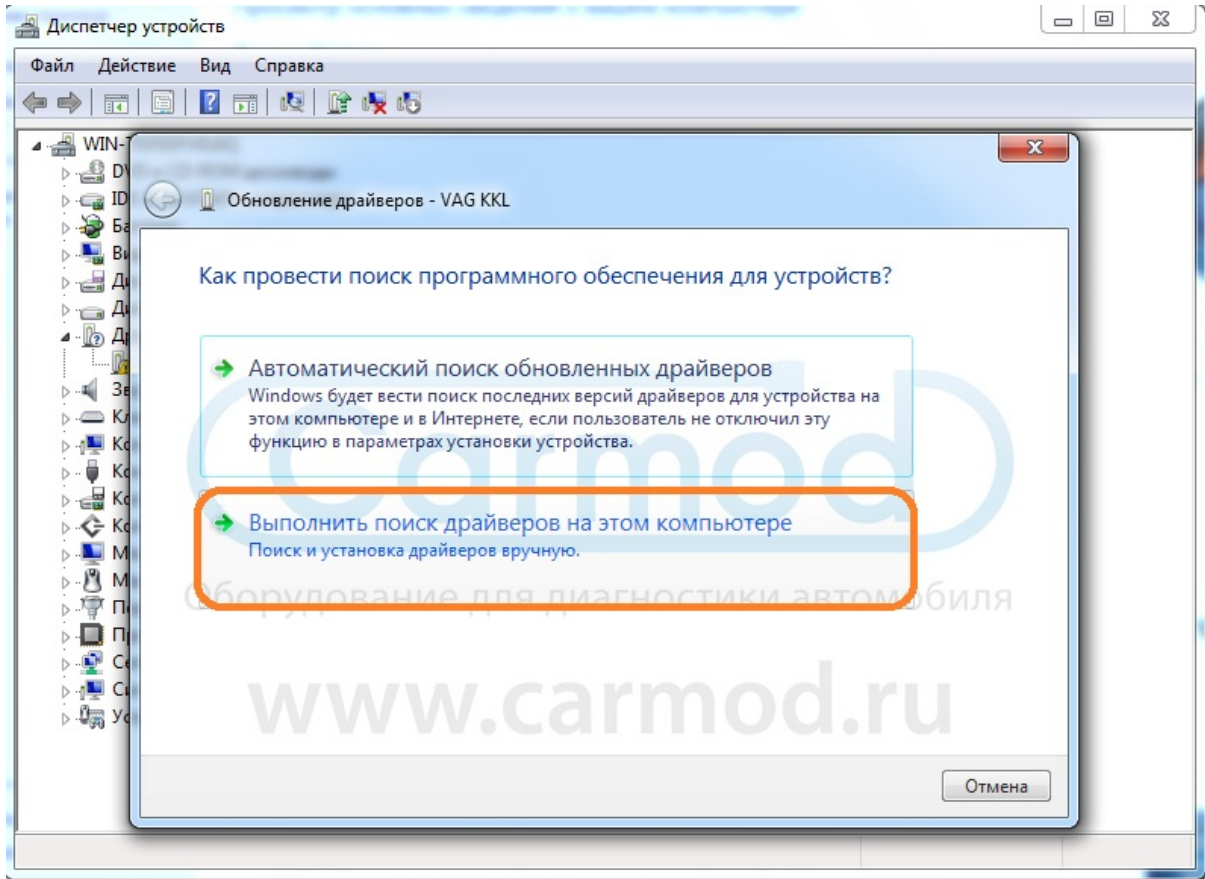 Диспетчер устройств
Файл Действие Вид Справка
WIN-
Обновление драйверов - VAG KKL
Как провести поиск программного обеспечения для устройств?
Автоматический поиск обновленных драйверов
Windows будет вести поиск последних версий драйверов для устройства на
этом компьютере и в Интернете, если пользователь не отключил эту
функцию в параметрах установки устройства.
Carmod
Выполнить поиск драйверов на этом компьютере
Поиск и установка драйверов вручную.
Оборудование для диагностики автомобиля
www.carmod.ru
Отмена